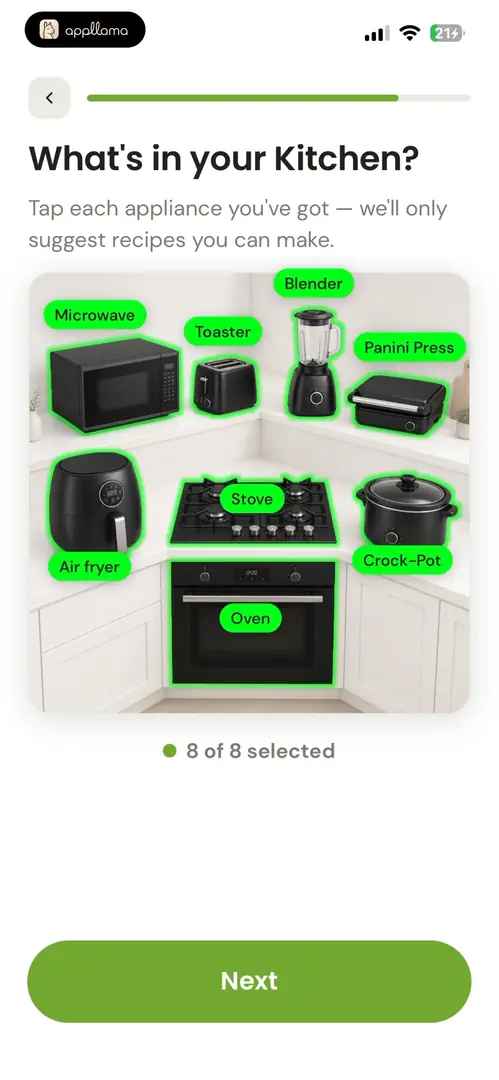 appllama
21
What's in your Kitchen?
Tap each appliance you've got — we'll only
suggest recipes you can make.
Blender
Microwave
Toaster
Panini Press
Stove
Air fryer
Crock-Pot
Oven
8 of 8 selected
Next